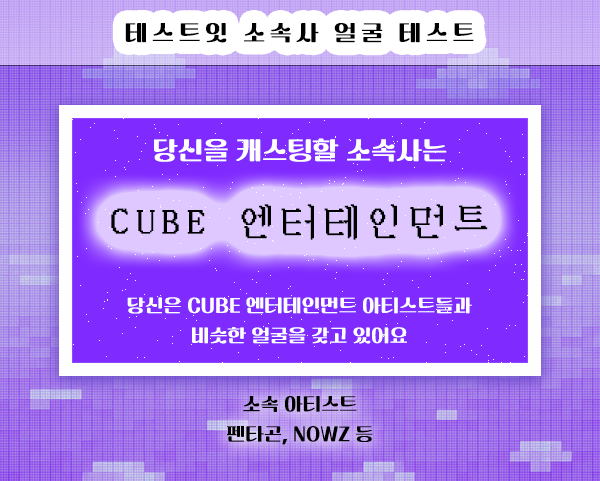 테스트잇 소속사 얼굴 테스트
당신을 캐스팅할 소속사는
CUBE 엔터테인먼트
당신은 CUBE 엔터테인먼트 아티스트들과
비슷한 얼굴을 갖고 있어요
소속 아티스트
펜타곤, NOWZ 등